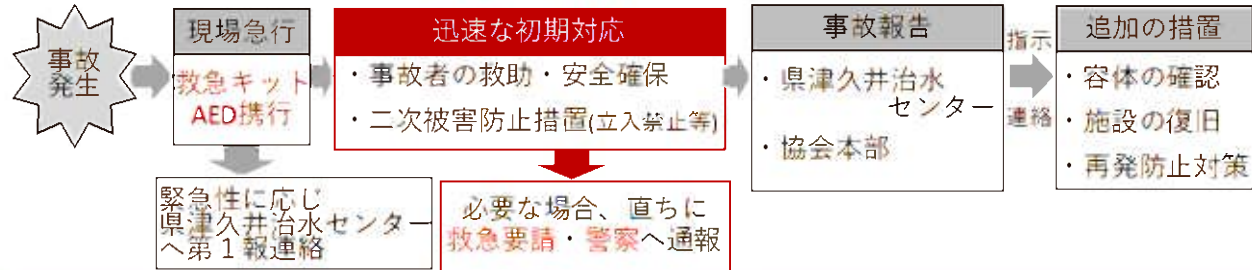 事故
発生
現場急行
救急キット
AED携行
緊急性に応じ
県津久井治水センター
へ第1報連絡
迅速な初期対応
・事故者の救助・安全確保
・二次被害防止措置(立入禁止等)
必要な場合、直ちに
救急要請・警察へ通報
事故報告
・県津久井治水
センター
・協会本部
指示
連絡
追加の措置
・容体の確認
・施設の復旧
・再発防止対策